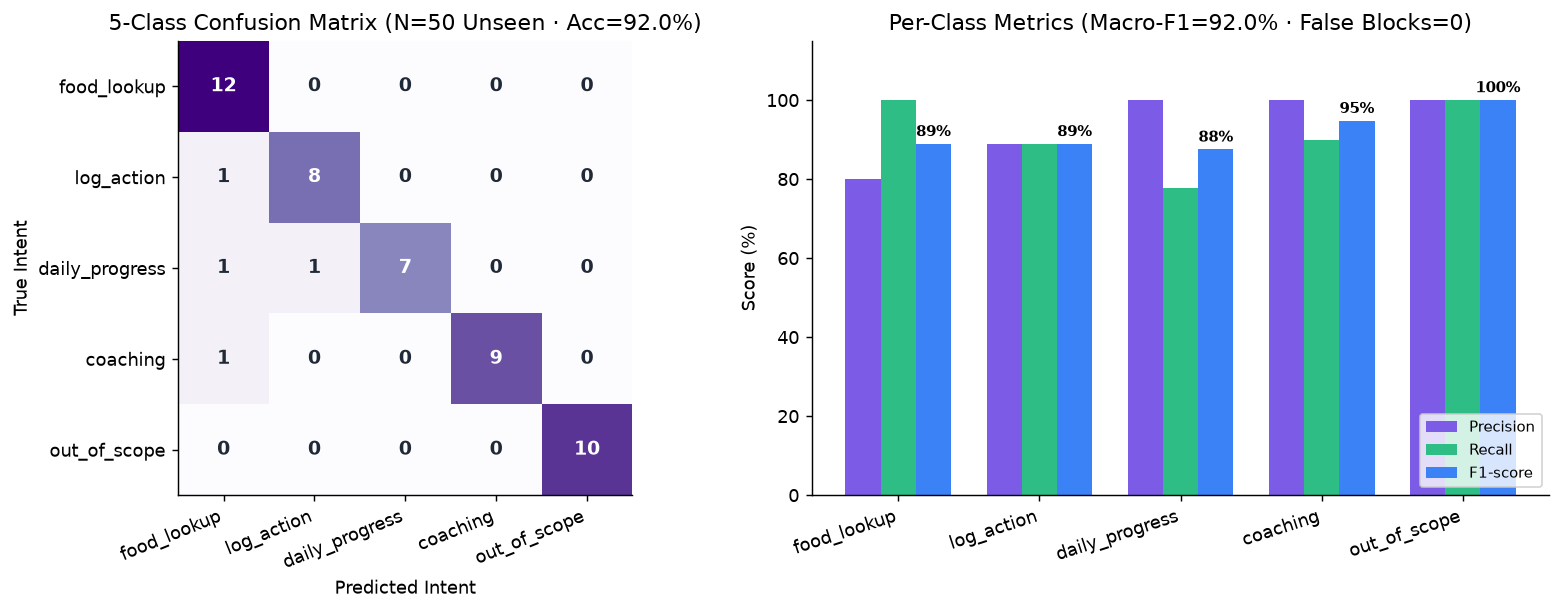 5-Class Confusion Matrix (N=50 Unseen · Acc=92.0%)
True Intent
food_lookup 12 0 0 0 0
log_action 1 8 0 0 0
daily_progress 1 1 7 0 0
coaching 1 0 0 9 0
out_of_scope 0 0 0 0 10
food_lookup log_action daily_progress coaching out_of_scope
Predicted Intent
Per-Class Metrics (Macro-F1=92.0% · False Blocks=0)
Score (%)
100
80
60
40
20
0
89% 89% 88% 95% 100%
Precision
Recall
F1-score
food_lookup log_action daily_progress coaching out_of_scope